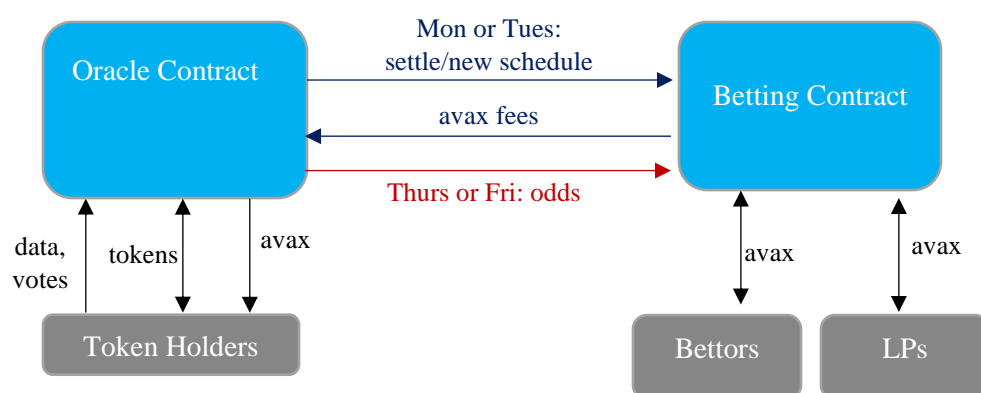 Mon or Tues:
settle/new schedule
Oracle Contract
Betting Contract
avax fees
Thurs or Fri: odds
data,
votes
tokens
avax
avax
avax
Token Holders
Bettors
LPs